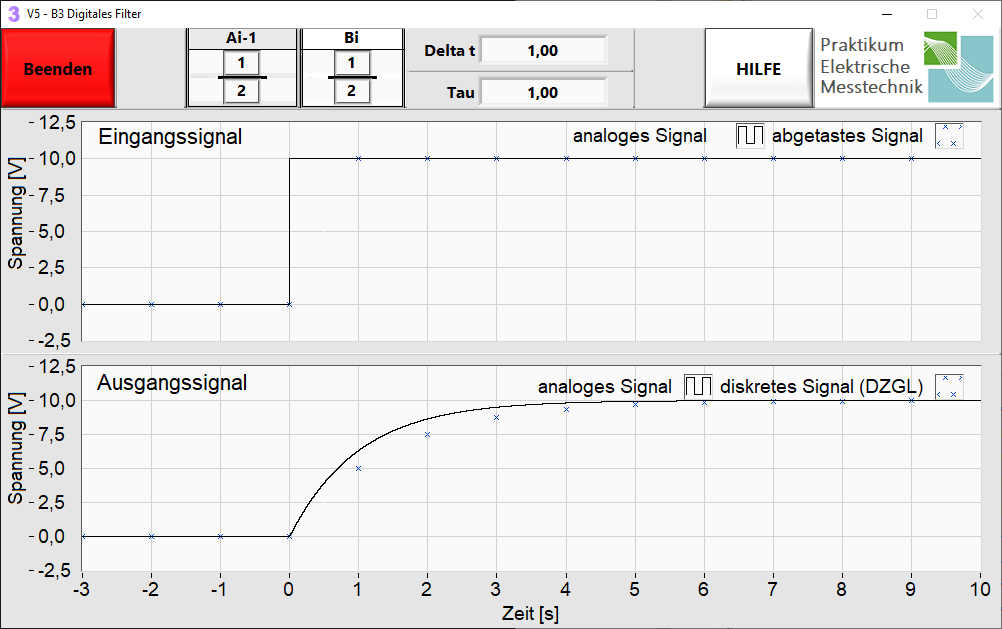 3 V5 - B3 Digitales Filter
Beenden
Ai-1
1
2
Bi
1
2
Delta t 1,00
Tau 1,00
HILFE
Praktikum
Elektrische
Messtechnik
Eingangssignal
analoges Signal
abgetastes Signal
Spannung [V]
12,5
10,0
7,5
5,0
2,5
0,0
-2,5
Ausgangssignal
analoges Signal
diskretes Signal (DZGL)
Spannung [V]
12,5
10,0
7,5
5,0
2,5
0,0
-2,5
-3 -2 -1 0 1 2 3 4 5 6 7 8 9 10
Zeit [s]